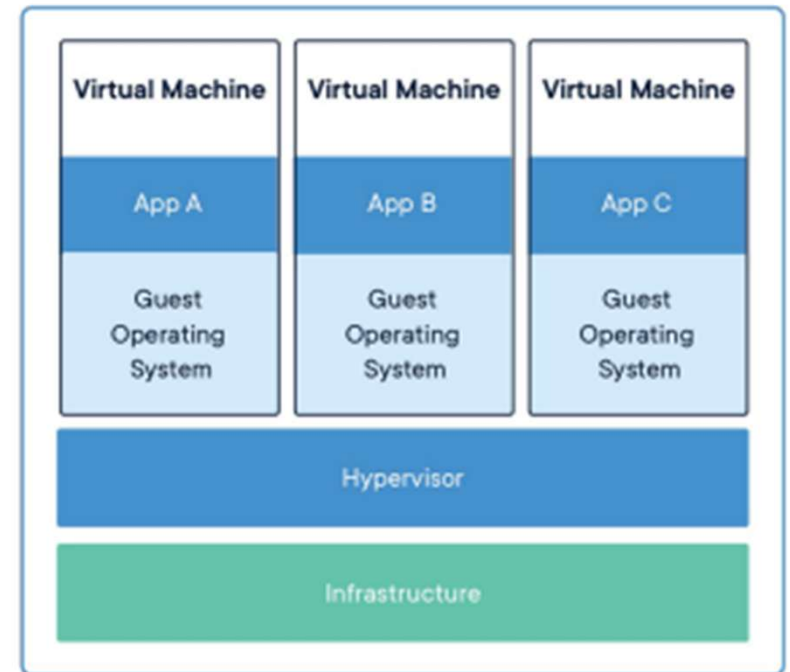 Virtual Machine
Virtual Machine
Virtual Machine
App A
App B
App C
Guest
Operating
System
Guest
Operating
System
Guest
Operating
System
Hypervisor
Infrastructure